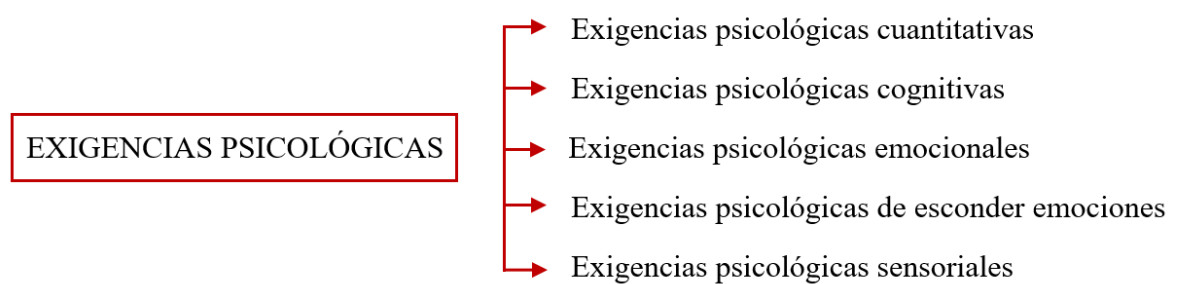 EXIGENCIAS PSICOLÓGICAS
Exigencias psicológicas cuantitativas
Exigencias psicológicas cognitivas
Exigencias psicológicas emocionales
Exigencias psicológicas de esconder emociones
Exigencias psicológicas sensoriales